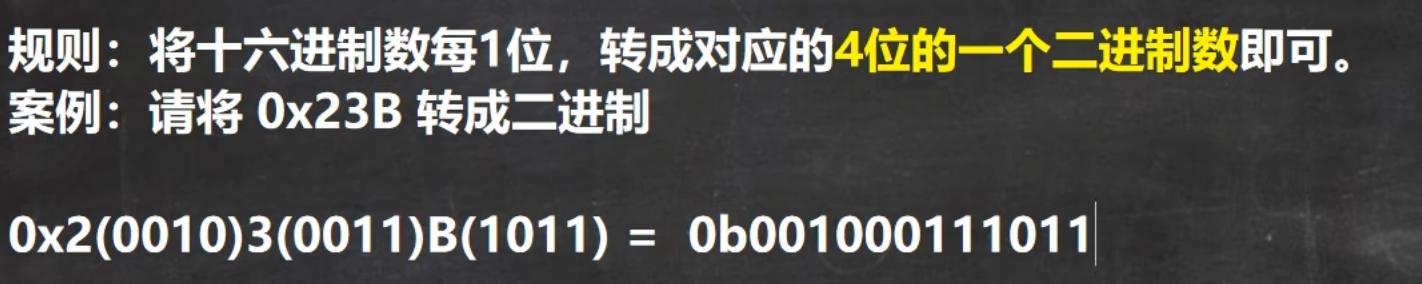 规则：将十六进制数每1位，转成对应的4位的一个二进制数即可。
案例：请将 0x23B 转成二进制
0x2(0010)3(0011)B(1011) = 0b001000111011